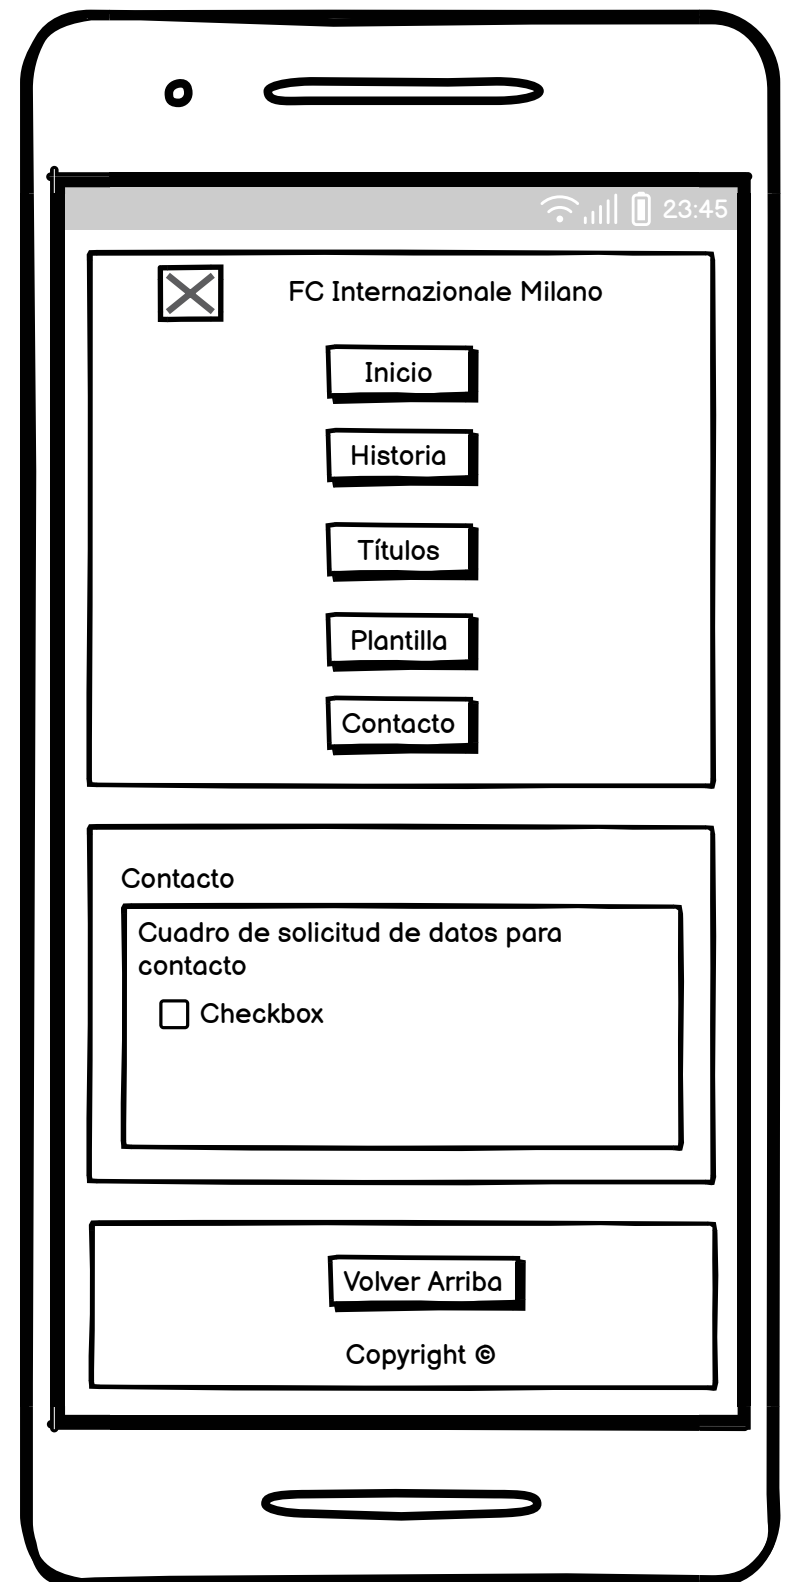 23:45
FC Internazionale Milano
Inicio
Historia
Títulos
Plantilla
Contacto
Contacto
Cuadro de solicitud de datos para
contacto
Checkbox
Volver Arriba
Copyright ©